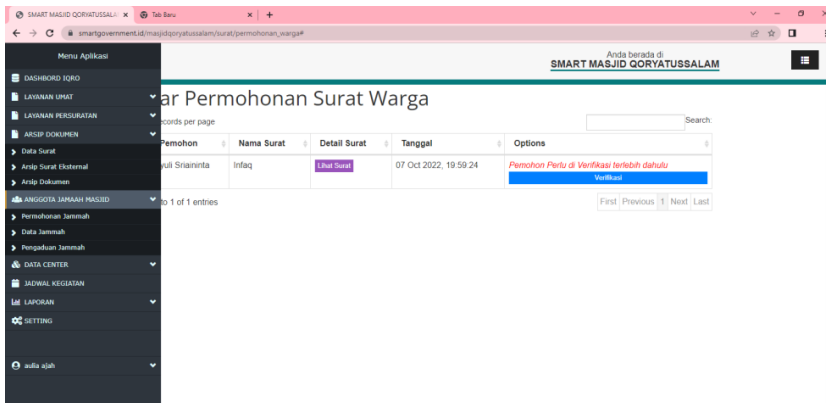 SMART MASJID QORYATUSSALA
Tab Baru
smartgovernment.id/masjidqoryatussalam/surat/permohonan_warga#
Menu Aplikasi
Anda berada di
SMART MASJID QORYATUSSALAM
DASHBORD IQRO
LAYANAN UMAT
LAYANAN PERSURATAN
ARSIP DOKUMEN
Data Surat
Arsip Surat Eksternal
Arsip Dokumen
ANGGOTA JAMAAH MASJID
Permohonan Jammah
Data Jammah
Pengaduan Jammah
DATA CENTER
JADWAL KEGIATAN
LAPORAN
SETTING
aulia ajah
ar Permohonan Surat Warga
ecords per page
Search:
Pemohon Nama Surat Detail Surat Tanggal Options
yuli Sriaininta Infaq Lihat Surat 07 Oct 2022, 19:59:24 Pemohon Perlu di Verifikasi terlebih dahulu
Verifikasi
to 1 of 1 entries
First Previous 1 Next Last